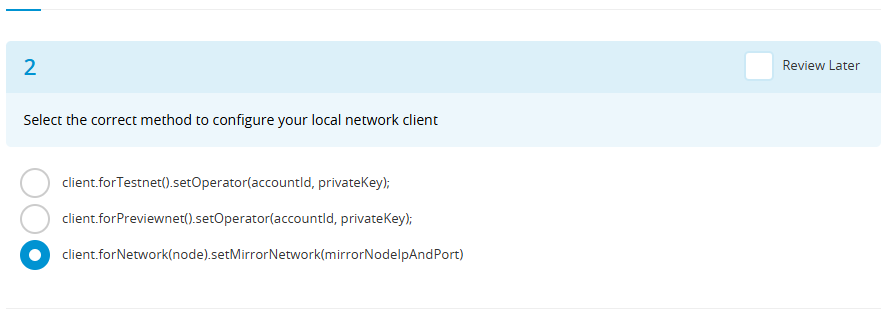 2
Review Later
Select the correct method to configure your local network client
client.forTestnet().setOperator(accountId, privateKey);
client.forPreviewnet().setOperator(accountId, privateKey);
client.forNetwork(node).setMirrorNetwork(mirrorNodeIpAndPort)